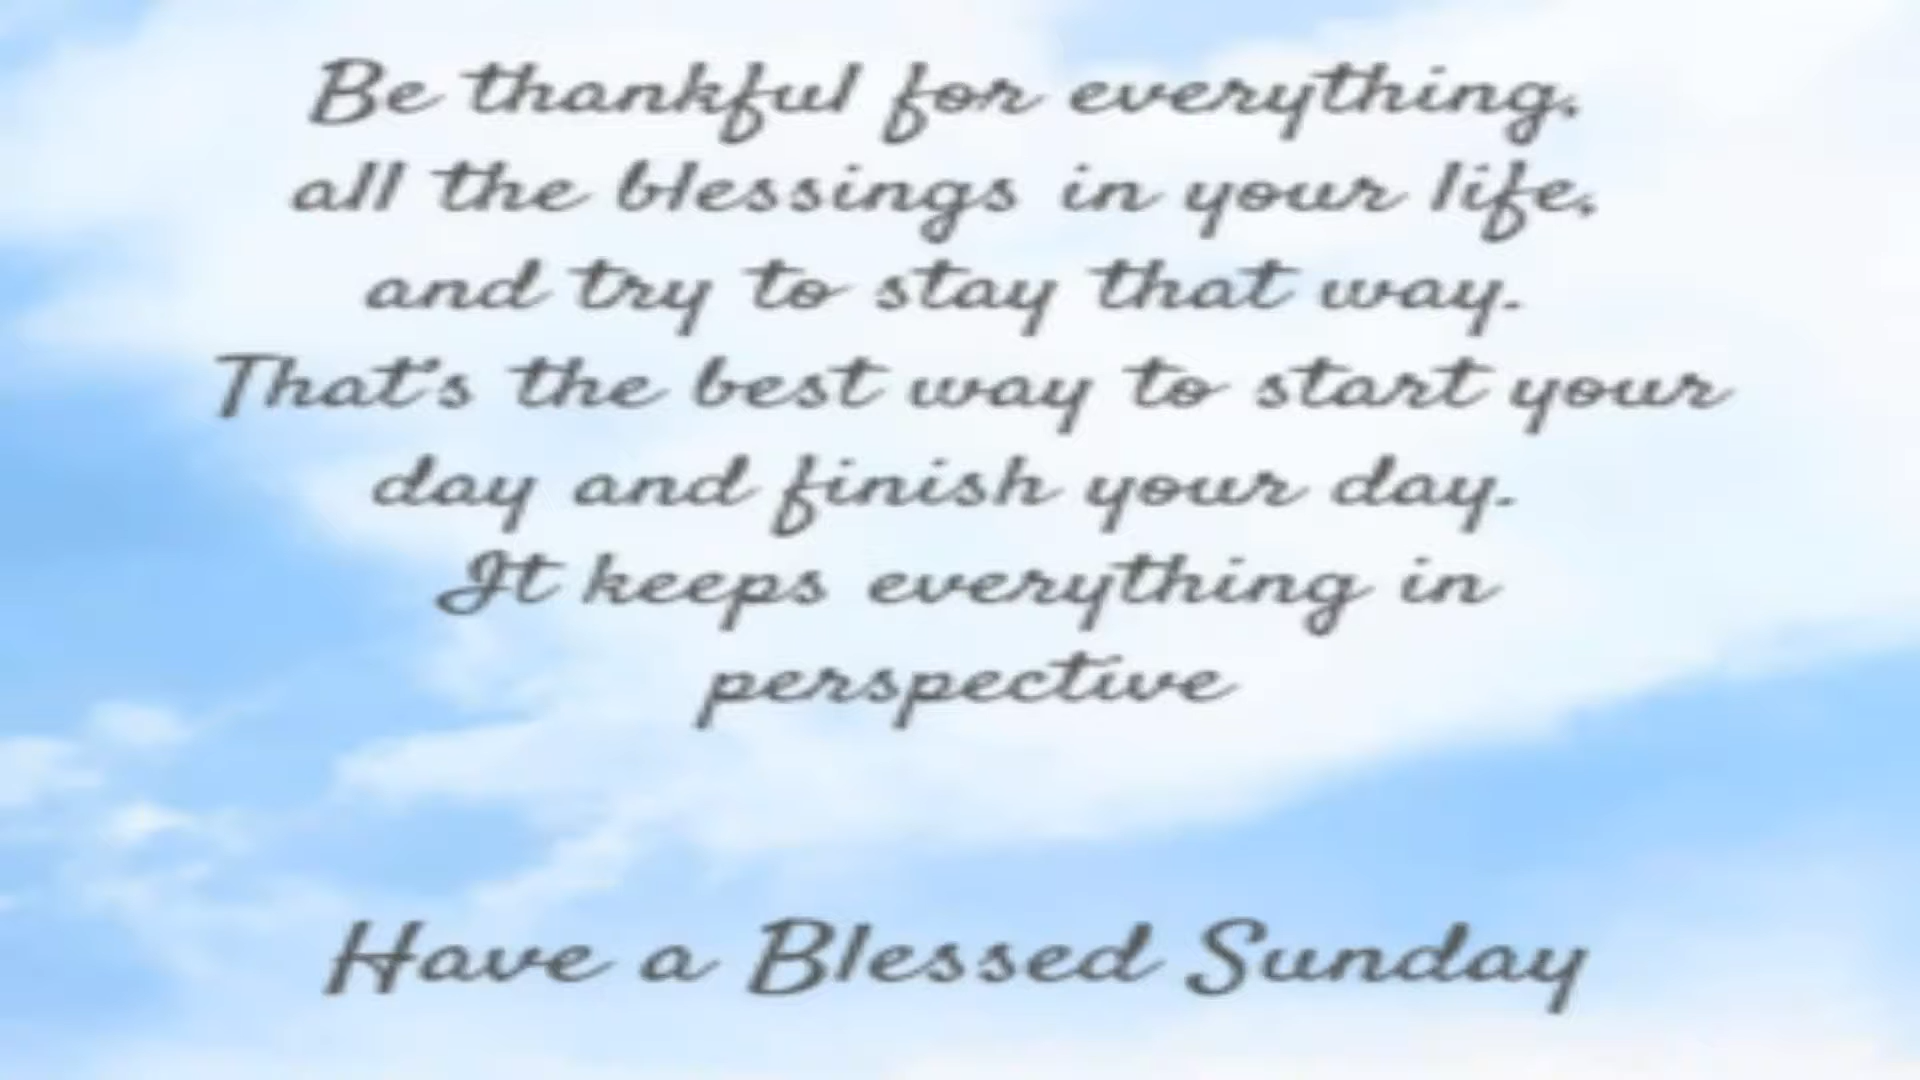 Be thankful for everything,
all the blessings in your life,
and try to stay that way.
That's the best way to start your
day and finish your day.
It keeps everything in
perspective
Have a Blessed Sunday